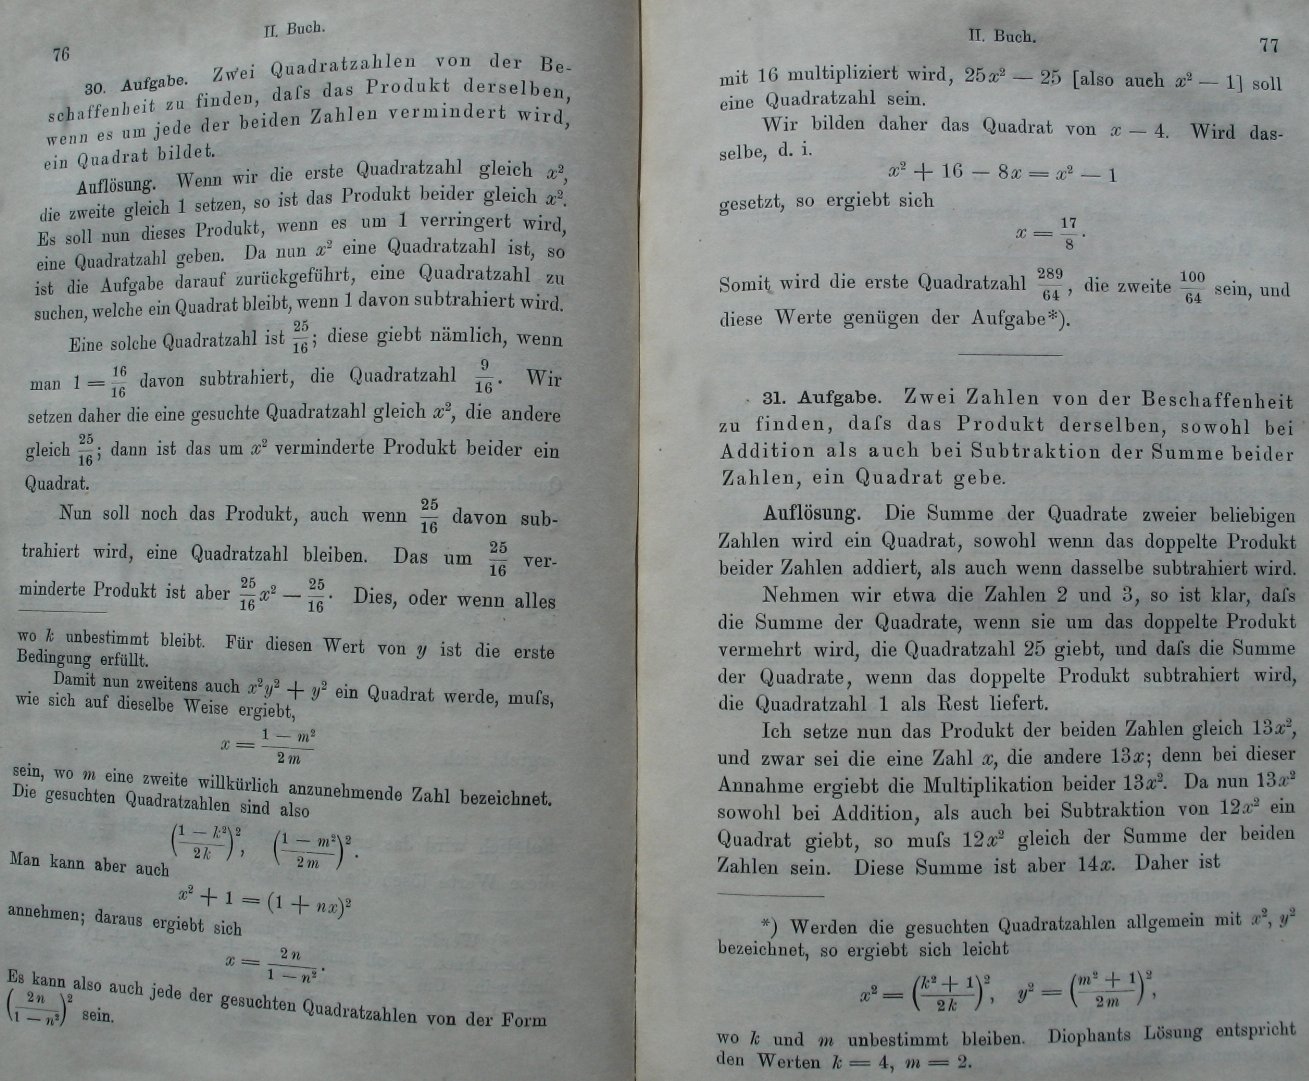 76
II. Buch.
30. Aufgabe. Zwei Quadratzahlen von der Be-
schaffenheit zu finden, daſs das Produkt derselben,
wenn es um jede der beiden Zahlen vermindert wird,
ein Quadrat bildet.
Auflösung. Wenn wir die erste Quadratzahl gleich x²,
die zweite gleich 1 setzen, so ist das Produkt beider gleich x².
Es soll nun dieses Produkt, wenn es um 1 verringert wird,
eine Quadratzahl geben. Da nun x² eine Quadratzahl ist, so
ist die Aufgabe darauf zurückgeführt, eine Quadratzahl zu
suchen, welche ein Quadrat bleibt, wenn 1 davon subtrahiert wird.
Eine solche Quadratzahl ist 25/16; diese giebt nämlich, wenn
man 1 = 16/16 davon subtrahiert, die Quadratzahl 9/16. Wir
setzen daher die eine gesuchte Quadratzahl gleich x², die andere
gleich 25/16; dann ist das um x² verminderte Produkt beider ein
Quadrat.
Nun soll noch das Produkt, auch wenn 25/16 davon sub-
trahiert wird, eine Quadratzahl bleiben. Das um 25/16 ver-
minderte Produkt ist aber 25/16 x² — 25/16. Dies, oder wenn alles
wo k unbestimmt bleibt. Für diesen Wert von y ist die erste
Bedingung erfüllt.
Damit nun zweitens auch x²y² + y² ein Quadrat werde, muſs,
wie sich auf dieselbe Weise ergiebt,
x = (1 — m²)/(2m)
sein, wo m eine zweite willkürlich anzunehmende Zahl bezeichnet.
Die gesuchten Quadratzahlen sind also
((1 — k²)/(2k))², ((1 — m²)/(2m))².
Man kann aber auch
x² + 1 = (1 + nx)²
annehmen; daraus ergiebt sich
x = (2n)/(1 — n²).
Es kann also auch jede der gesuchten Quadratzahlen von der Form
((2n)/(1 — n²))² sein.
II. Buch.
77
mit 16 multipliziert wird, 25x² — 25 [also auch x² — 1] soll
eine Quadratzahl sein.
Wir bilden daher das Quadrat von x — 4. Wird das-
selbe, d. i.
x² + 16 — 8x = x² — 1
gesetzt, so ergiebt sich
x = 17/8.
Somit wird die erste Quadratzahl 289/64, die zweite 100/64 sein, und
diese Werte genügen der Aufgabe*).
31. Aufgabe. Zwei Zahlen von der Beschaffenheit
zu finden, daſs das Produkt derselben, sowohl bei
Addition als auch bei Subtraktion der Summe beider
Zahlen, ein Quadrat gebe.
Auflösung. Die Summe der Quadrate zweier beliebigen
Zahlen wird ein Quadrat, sowohl wenn das doppelte Produkt
beider Zahlen addiert, als auch wenn dasselbe subtrahiert wird.
Nehmen wir etwa die Zahlen 2 und 3, so ist klar, daſs
die Summe der Quadrate, wenn sie um das doppelte Produkt
vermehrt wird, die Quadratzahl 25 giebt, und daſs die Summe
der Quadrate, wenn das doppelte Produkt subtrahiert wird,
die Quadratzahl 1 als Rest liefert.
Ich setze nun das Produkt der beiden Zahlen gleich 13x²,
und zwar sei die eine Zahl x, die andere 13x; denn bei dieser
Annahme ergiebt die Multiplikation beider 13x². Da nun 13x²
sowohl bei Addition, als auch bei Subtraktion von 12x² ein
Quadrat giebt, so muſs 12x² gleich der Summe der beiden
Zahlen sein. Diese Summe ist aber 14x. Daher ist
*) Werden die gesuchten Quadratzahlen allgemein mit x², y²
bezeichnet, so ergiebt sich leicht
x² = ((k² + 1)/(2k))², y² = ((m² + 1)/(2m))²,
wo k und m unbestimmt bleiben. Diophants Lösung entspricht
den Werten k = 4, m = 2.